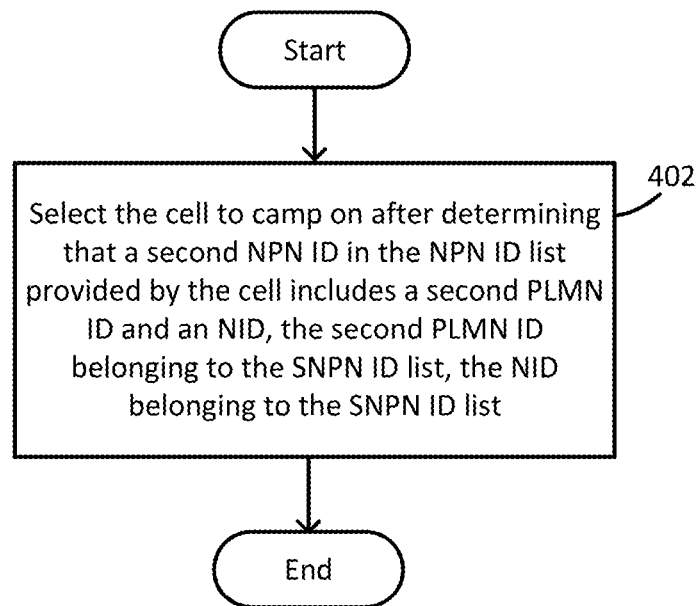 Start
402
Select the cell to camp on after determining
that a second NPN ID in the NPN ID list
provided by the cell includes a second PLMN
ID and an NID, the second PLMN ID
belonging to the SNPN ID list, the NID
belonging to the SNPN ID list
End